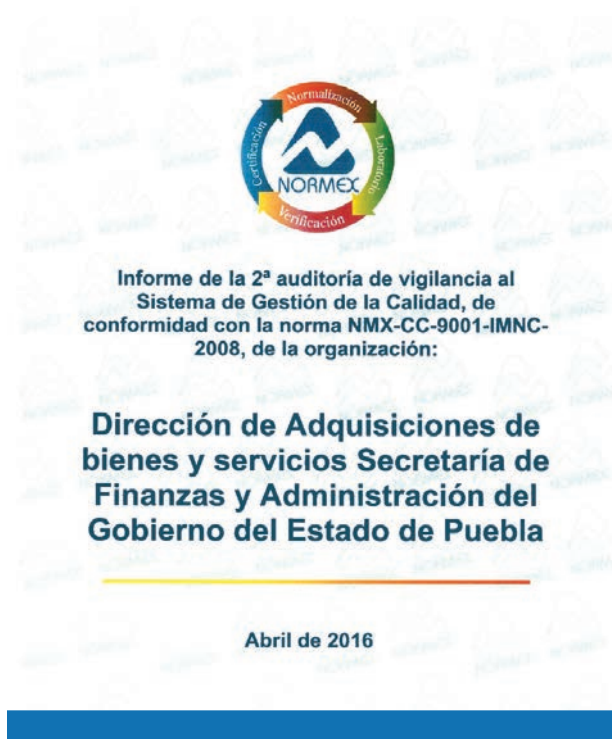 Normalización
Certificación
Laboratorio
NORMEX
Verificación
Informe de la 2ª auditoría de vigilancia al
Sistema de Gestión de la Calidad, de
conformidad con la norma NMX-CC-9001-IMNC-
2008, de la organización:
Dirección de Adquisiciones de
bienes y servicios Secretaría de
Finanzas y Administración del
Gobierno del Estado de Puebla
Abril de 2016